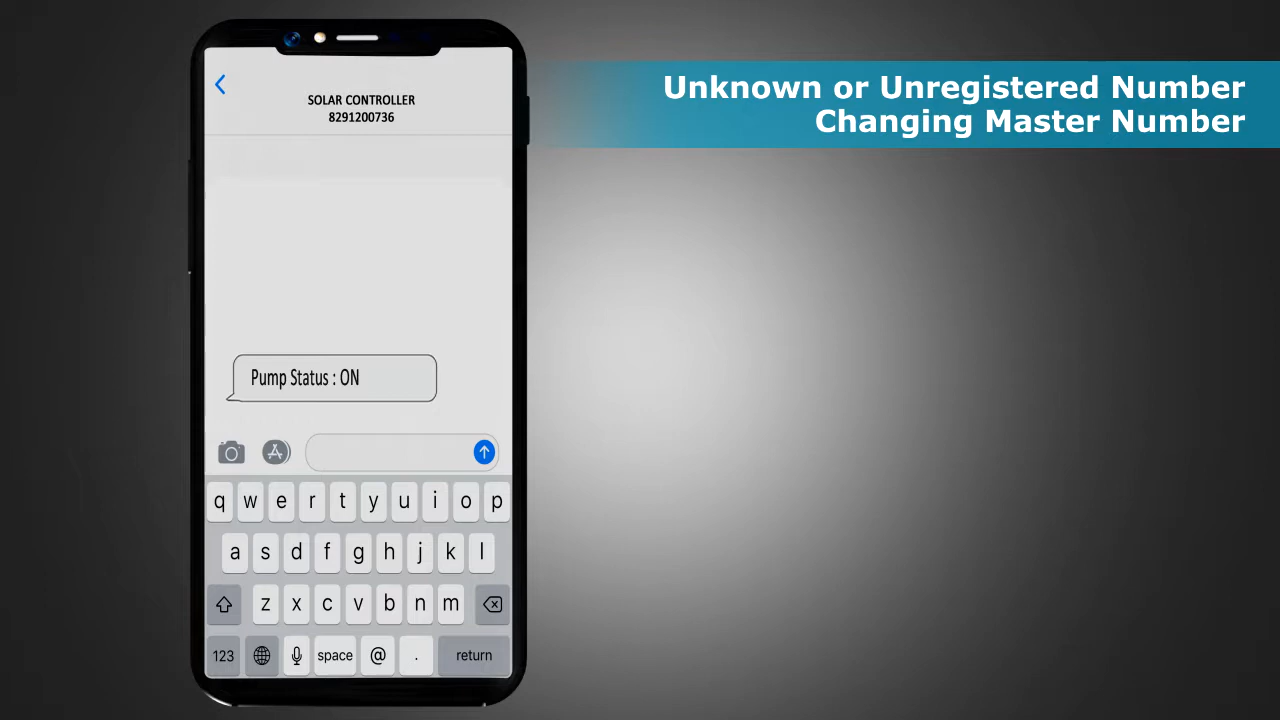 Unknown or Unregistered Number
Changing Master Number
SOLAR CONTROLLER
8291200736
Pump Status : ON
q w e r t y u i o p
a s d f g h j k l
z x c v b n m
123 space @ . return